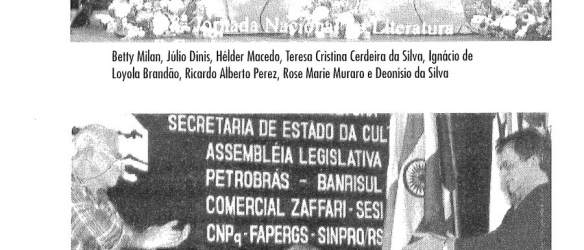 Jornada Nacional de Literatura
Betty Milan, Júlio Dinis, Hélder Macedo, Teresa Cristina Cerdeira da Silva, Ignácio de
Loyola Brandão, Ricardo Alberto Perez, Rose Marie Muraro e Deonísio da Silva
SECRETARIA DE ESTADO DA CUL
ASSEMBLÉIA LEGISLATIVA
PETROBRÁS - BANRISUL
COMERCIAL ZAFFARI - SESI
CNPq - FAPERGS - SINPRO/RS